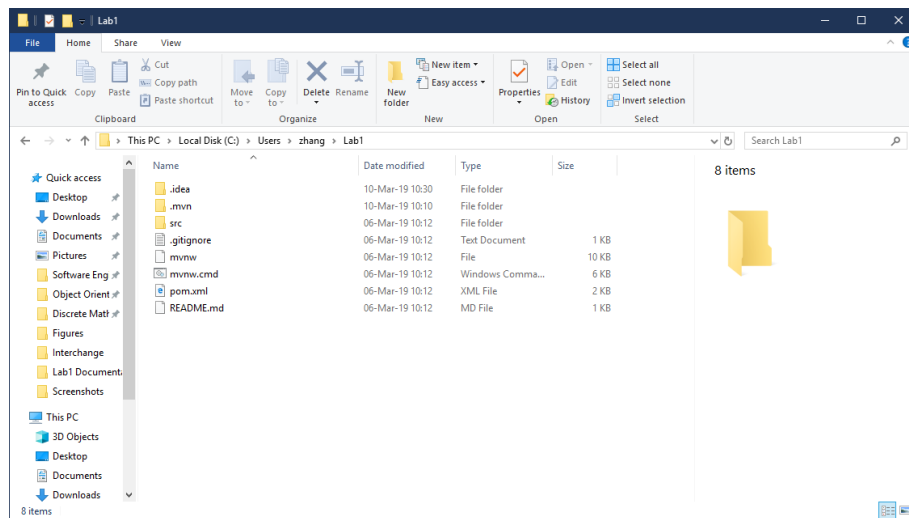 Lab1
File Home Share View
Pin to Quick access
Copy
Paste
Cut
Copy path
Paste shortcut
Clipboard
Move to
Copy to
Delete
Rename
Organize
New folder
New item
Easy access
New
Properties
Open
Edit
History
Open
Select all
Select none
Invert selection
Select
This PC > Local Disk (C:) > Users > zhang > Lab1
Search Lab1
Quick access
Desktop
Downloads
Documents
Pictures
Software Eng
Object Orient
Discrete Math
Figures
Interchange
Lab1 Document
Screenshots
This PC
3D Objects
Desktop
Documents
Downloads
Name Date modified Type Size
.idea 10-Mar-19 10:30 File folder
.mvn 10-Mar-19 10:10 File folder
src 06-Mar-19 10:12 File folder
.gitignore 06-Mar-19 10:12 Text Document 1 KB
mvnw 06-Mar-19 10:12 File 10 KB
mvnw.cmd 06-Mar-19 10:12 Windows Comma... 6 KB
pom.xml 06-Mar-19 10:12 XML File 2 KB
README.md 06-Mar-19 10:12 MD File 1 KB
8 items
8 items